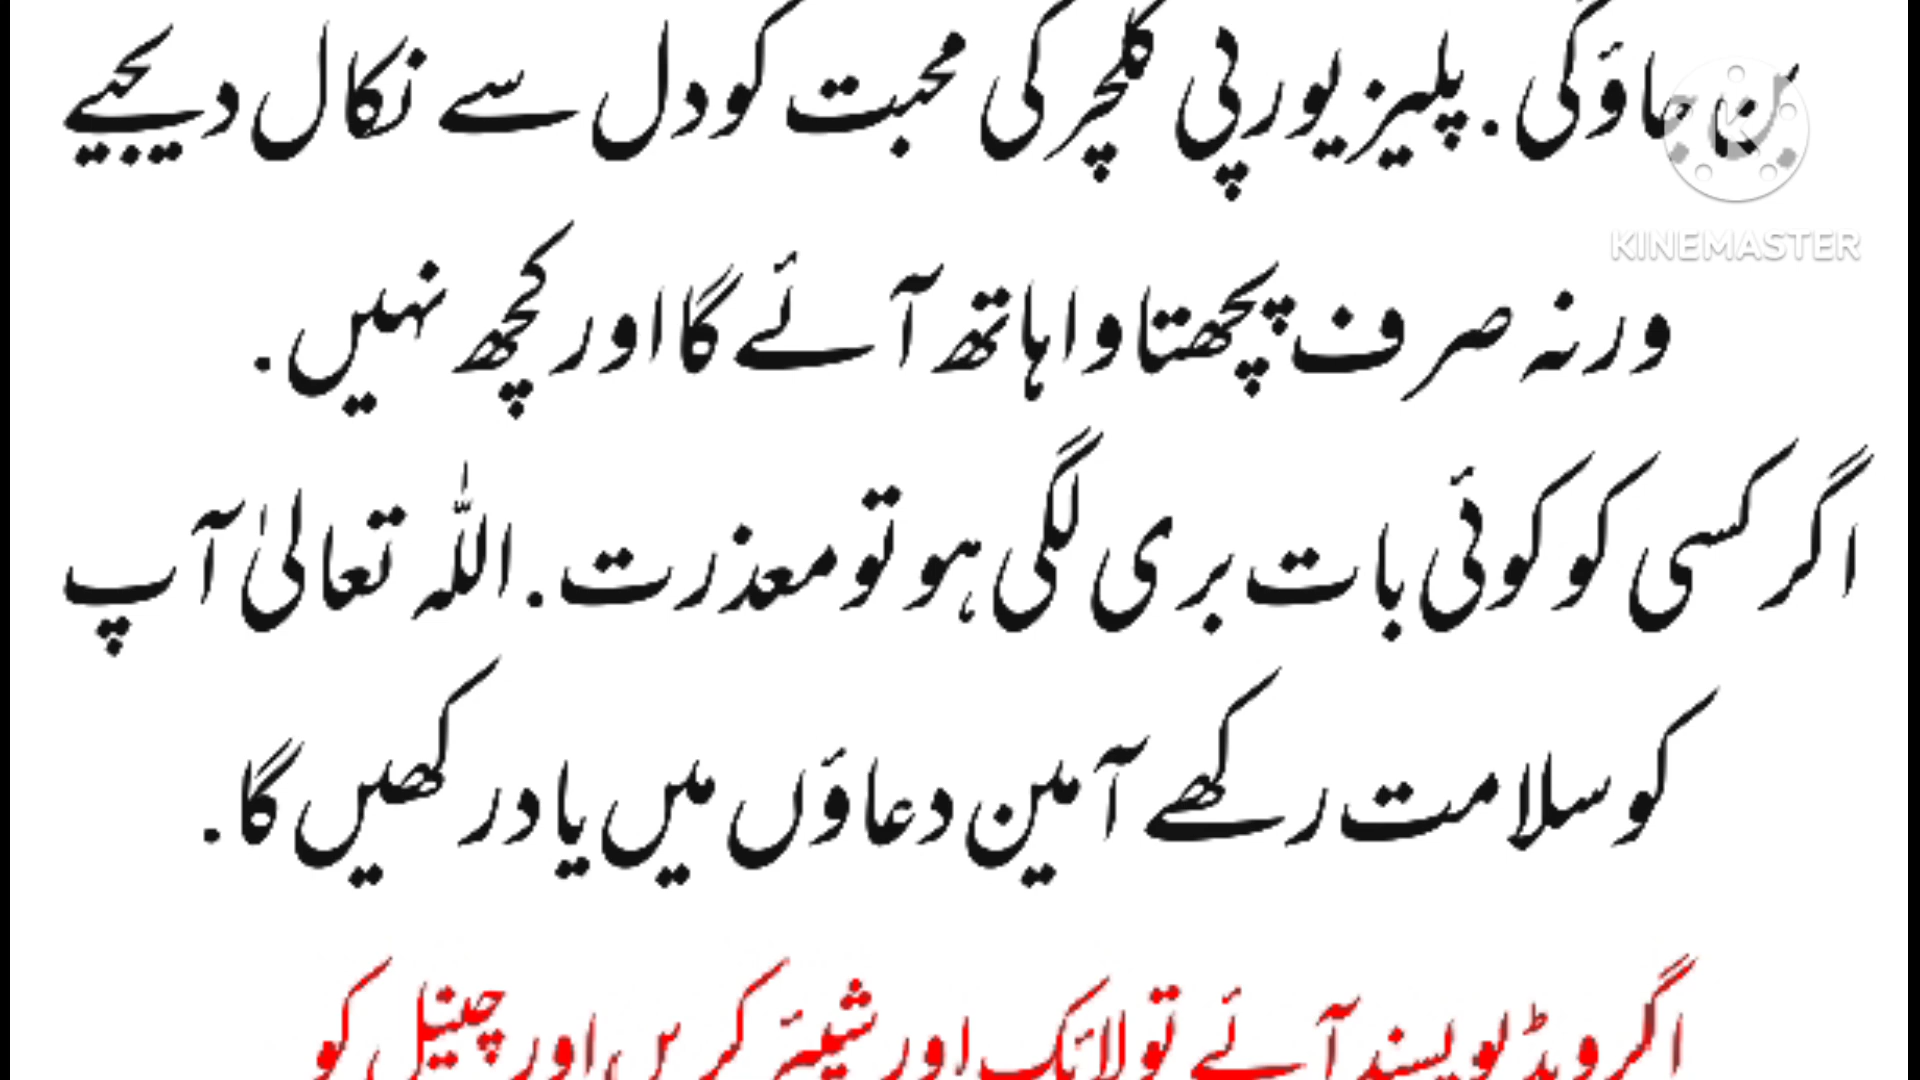 بن جاؤگی. پلیز یورپی کلچر کی محبت کو دل سے نکال دیجیے
KINEMASTER
ورنہ صرف پچھتاوا ہاتھ آئے گا اور کچھ نہیں.
اگر کسی کو کوئی بات بری لگی ہو تو معذرت. اللہ تعالیٰ آپ
کو سلامت رکھے آمین دعاؤں میں یاد رکھیں گا.
اگر ویڈیو پسند آئے تو لائک اور شیئر کریں اور چینل کو